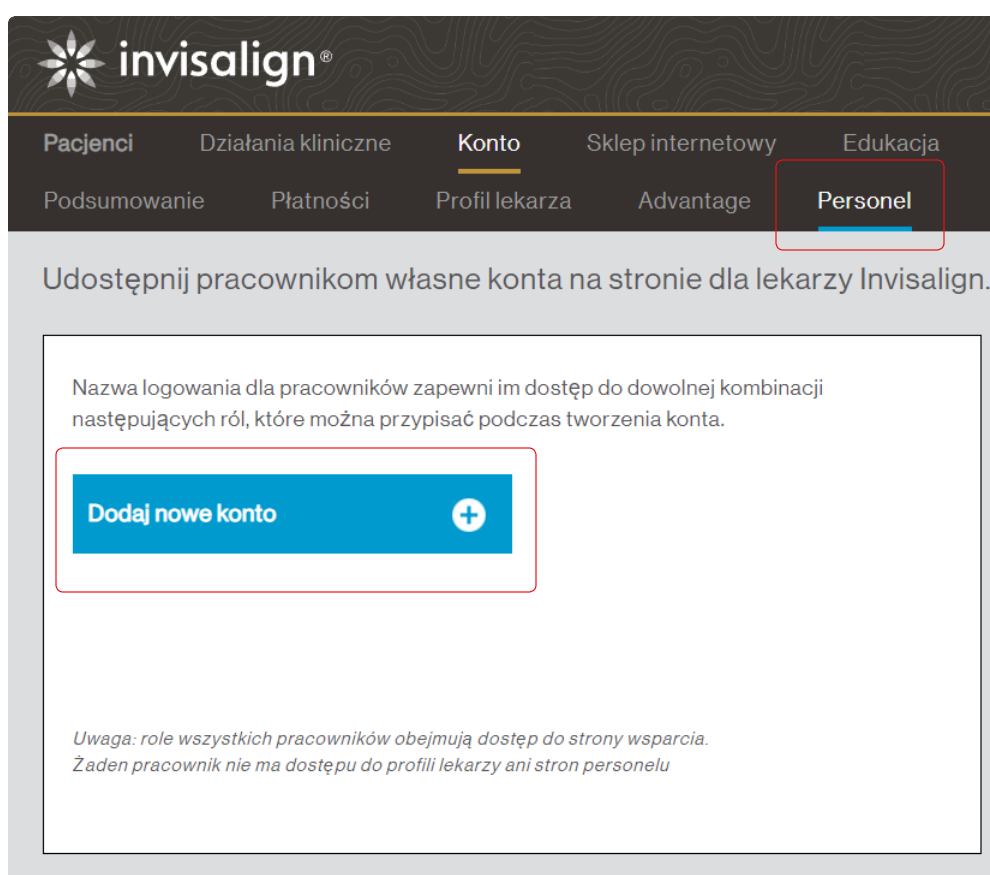 invisalign®
Pacjenci Działania kliniczne Konto Sklep internetowy Edukacja
Podsumowanie Płatności Profil lekarza Advantage Personel
Udostępnij pracownikom własne konta na stronie dla lekarzy Invisalign.
Nazwa logowania dla pracowników zapewni im dostęp do dowolnej kombinacji
następujących ról, które można przypisać podczas tworzenia konta.
Dodaj nowe konto
Uwaga: role wszystkich pracowników obejmują dostęp do strony wsparcia.
Żaden pracownik nie ma dostępu do profili lekarzy ani stron personelu